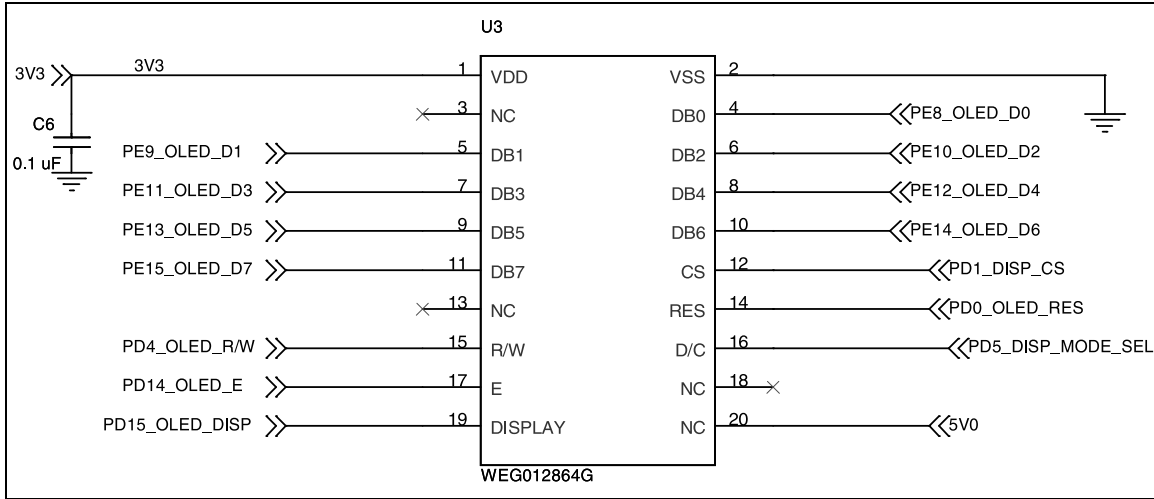 U3
3V3 3V3 1 VDD VSS 2
3 NC DB0 4 PE8_OLED_D0
C6
0.1 uF
PE9_OLED_D1 5 DB1 DB2 6 PE10_OLED_D2
PE11_OLED_D3 7 DB3 DB4 8 PE12_OLED_D4
PE13_OLED_D5 9 DB5 DB6 10 PE14_OLED_D6
PE15_OLED_D7 11 DB7 CS 12 PD1_DISP_CS
13 NC RES 14 PD0_OLED_RES
PD4_OLED_R/W 15 R/W D/C 16 PD5_DISP_MODE_SEL
PD14_OLED_E 17 E NC 18
PD15_OLED_DISP 19 DISPLAY NC 20 5V0
WEG012864G